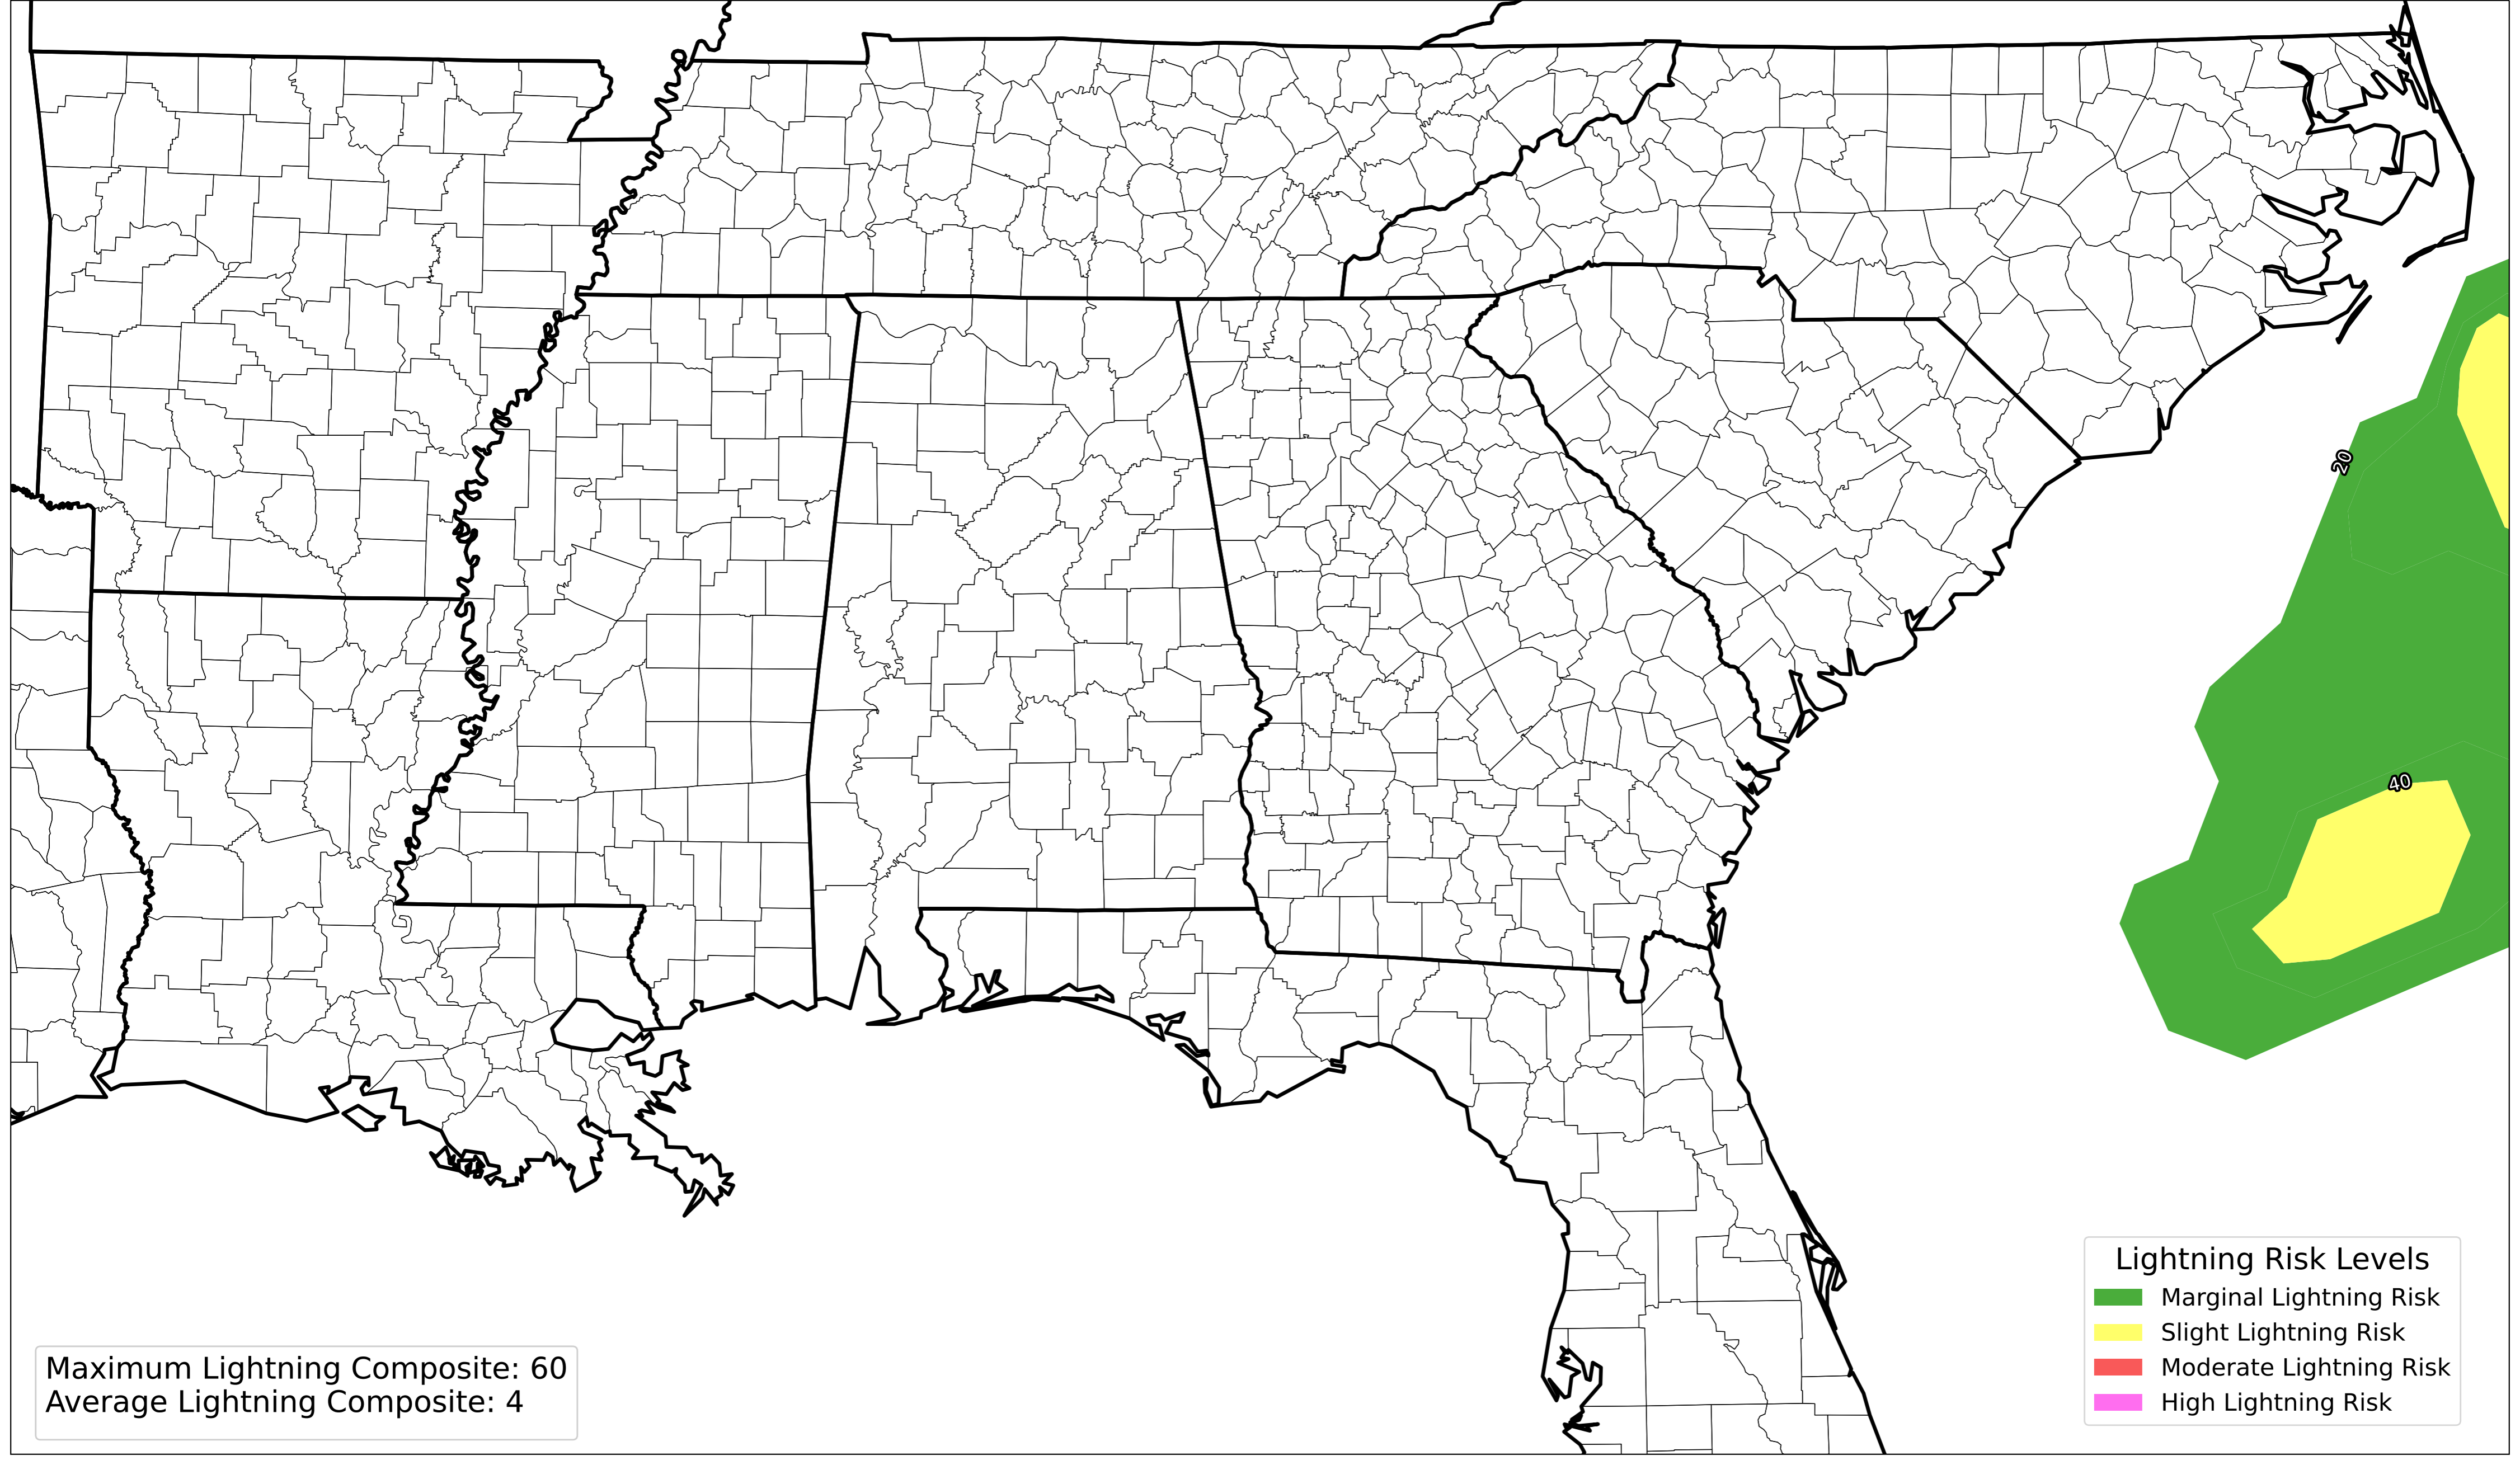 20
40
Lightning Risk Levels
Marginal Lightning Risk
Slight Lightning Risk
Moderate Lightning Risk
High Lightning Risk
Maximum Lightning Composite: 60
Average Lightning Composite: 4